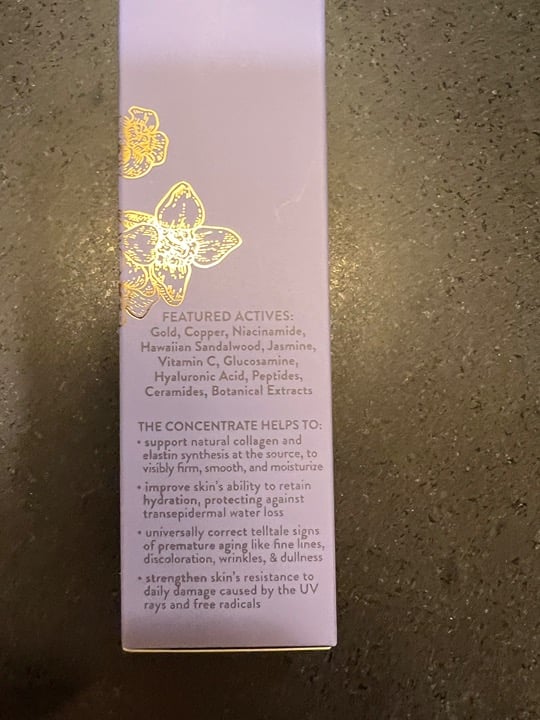 FEATURED ACTIVES:
Gold, Copper, Niacinamide,
Hawaiian Sandalwood, Jasmine,
Vitamin C, Glucosamine,
Hyaluronic Acid, Peptides,
Ceramides, Botanical Extracts
THE CONCENTRATE HELPS TO:
• support natural collagen and
elastin synthesis at the source, to
visibly firm, smooth, and moisturize
• improve skin's ability to retain
hydration, protecting against
transepidermal water loss
• universally correct telltale signs
of premature aging like fine lines,
discoloration, wrinkles, & dullness
• strengthen skin's resistance to
daily damage caused by the UV
rays and free radicals